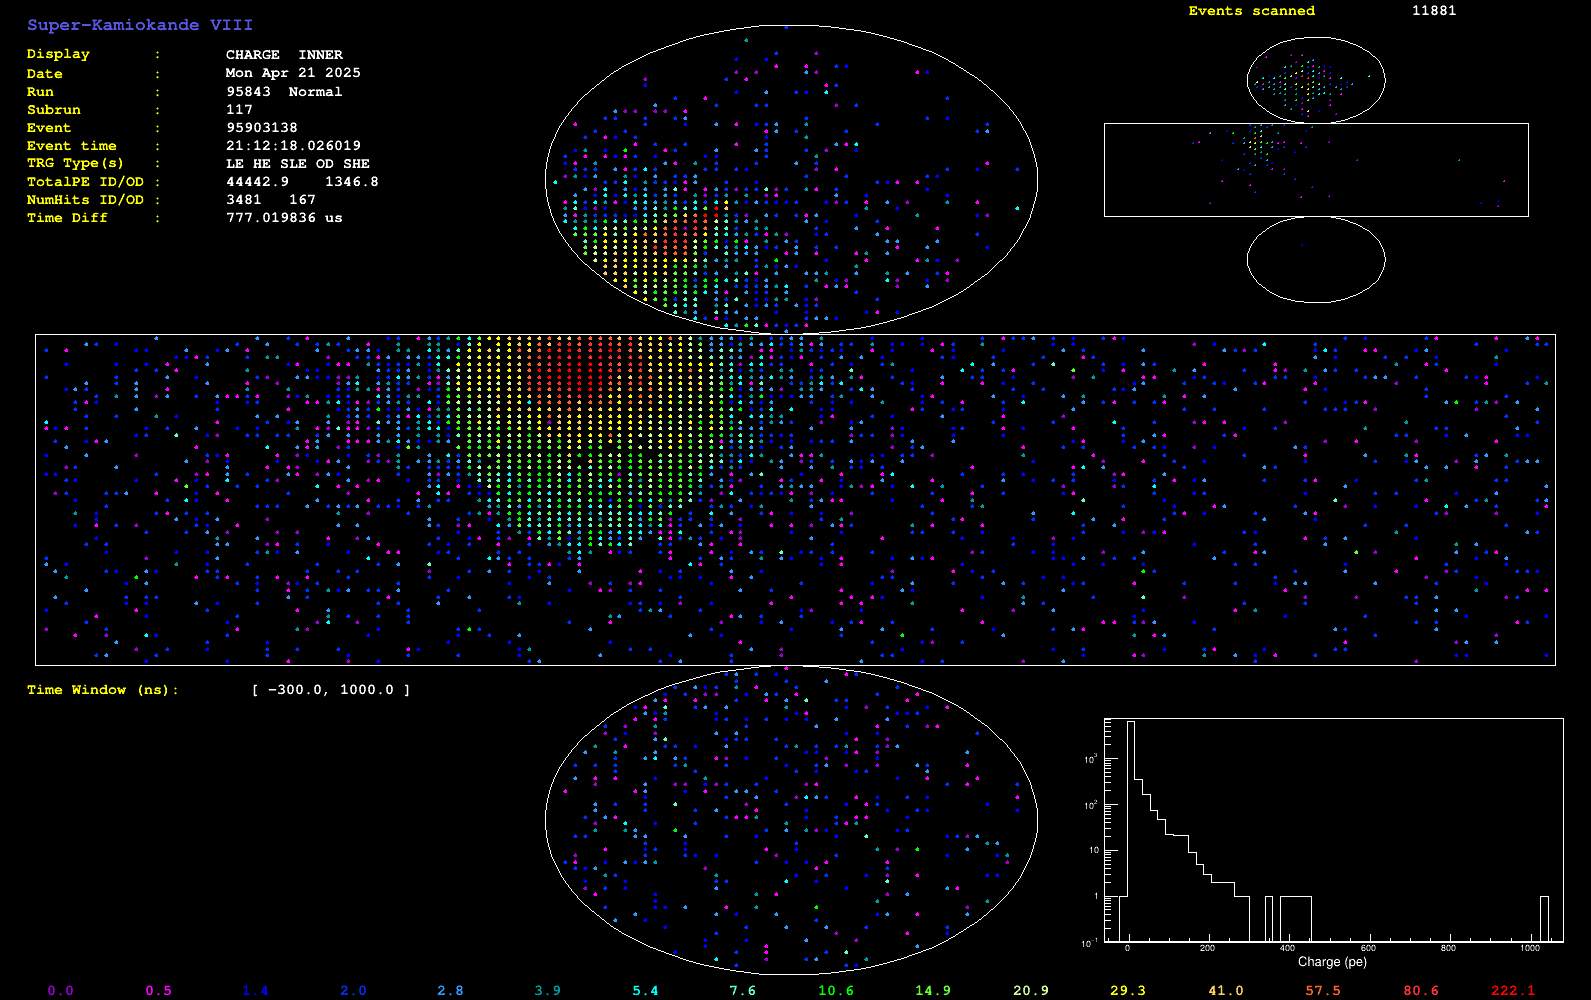 Super-Kamiokande VIII
Display : CHARGE INNER
Date : Mon Apr 21 2025
Run : 95843 Normal
Subrun : 117
Event : 95903138
Event time : 21:12:18.026019
TRG Type(s) : LE HE SLE OD SHE
TotalPE ID/OD : 44442.9 1346.8
NumHits ID/OD : 3481 167
Time Diff : 777.019836 us
Events scanned 11881
Time Window (ns): [ −300.0, 1000.0 ]
10³
10²
10
1
10⁻¹
0 200 400 600 800 1000
Charge (pe)
0.0 0.5 1.4 2.0 2.8 3.9 5.4 7.6 10.6 14.9 20.9 29.3 41.0 57.5 80.6 222.1